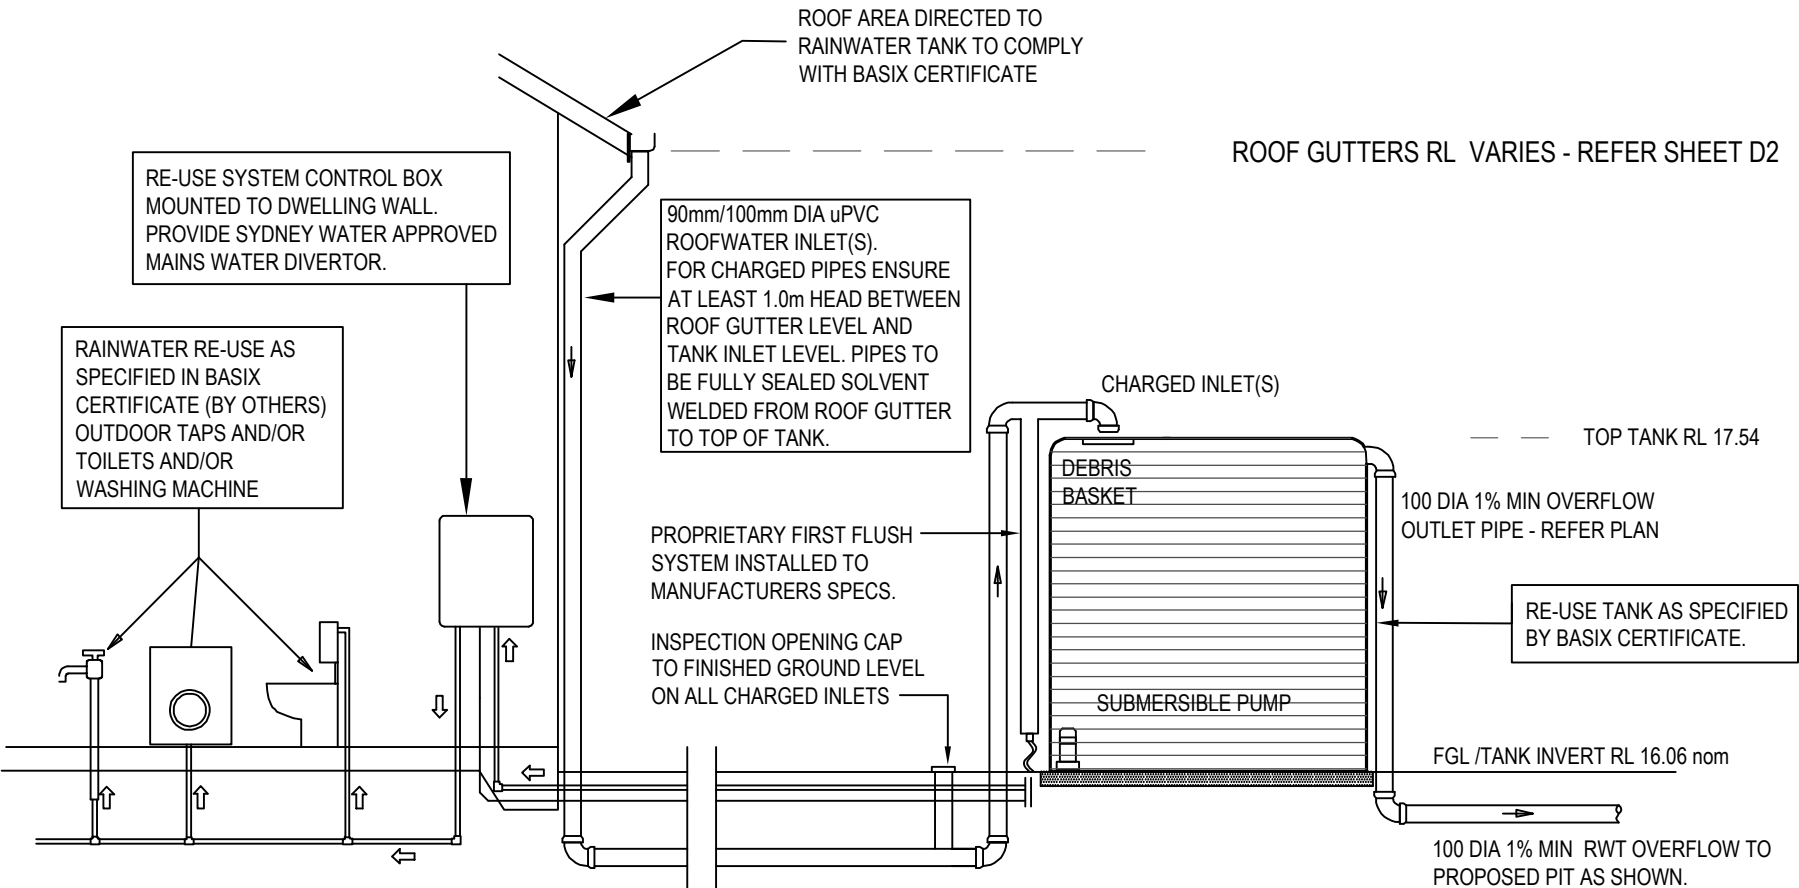 ROOF AREA DIRECTED TO
RAINWATER TANK TO COMPLY
WITH BASIX CERTIFICATE
ROOF GUTTERS RL VARIES - REFER SHEET D2
RE-USE SYSTEM CONTROL BOX
MOUNTED TO DWELLING WALL.
PROVIDE SYDNEY WATER APPROVED
MAINS WATER DIVERTOR.
90mm/100mm DIA uPVC
ROOFWATER INLET(S).
FOR CHARGED PIPES ENSURE
AT LEAST 1.0m HEAD BETWEEN
ROOF GUTTER LEVEL AND
TANK INLET LEVEL. PIPES TO
BE FULLY SEALED SOLVENT
WELDED FROM ROOF GUTTER
TO TOP OF TANK.
RAINWATER RE-USE AS
SPECIFIED IN BASIX
CERTIFICATE (BY OTHERS)
OUTDOOR TAPS AND/OR
TOILETS AND/OR
WASHING MACHINE
CHARGED INLET(S)
TOP TANK RL 17.54
DEBRIS
BASKET
100 DIA 1% MIN OVERFLOW
OUTLET PIPE - REFER PLAN
PROPRIETARY FIRST FLUSH
SYSTEM INSTALLED TO
MANUFACTURERS SPECS.
RE-USE TANK AS SPECIFIED
BY BASIX CERTIFICATE.
INSPECTION OPENING CAP
TO FINISHED GROUND LEVEL
ON ALL CHARGED INLETS
SUBMERSIBLE PUMP
FGL /TANK INVERT RL 16.06 nom
100 DIA 1% MIN RWT OVERFLOW TO
PROPOSED PIT AS SHOWN.